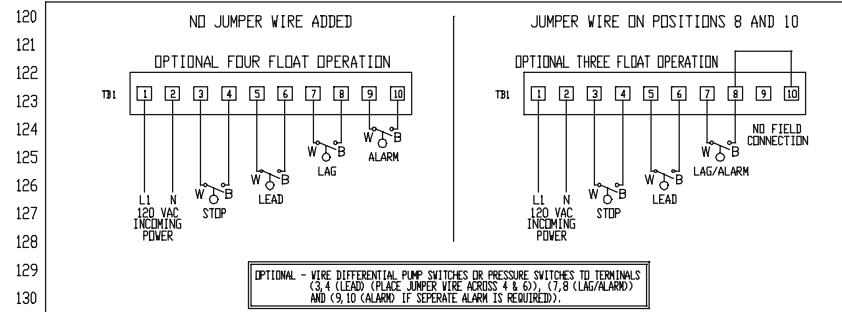 120
121
122
123
124
125
126
127
128
129
130
NO JUMPER WIRE ADDED
OPTIONAL FOUR FLOAT OPERATION
TB1 1 2 3 4 5 6 7 8 9 10
W B
ALARM
W B
LAG
W B
LEAD
W B
STOP
L1 N
120 VAC
INCOMING
POWER
JUMPER WIRE ON POSITIONS 8 AND 10
OPTIONAL THREE FLOAT OPERATION
TB1 1 2 3 4 5 6 7 8 9 10
NO FIELD
CONNECTION
W B
LAG/ALARM
W B
LEAD
W B
STOP
L1 N
120 VAC
INCOMING
POWER
OPTIONAL - WIRE DIFFERENTIAL PUMP SWITCHES OR PRESSURE SWITCHES TO TERMINALS
(3,4 (LEAD) (PLACE JUMPER WIRE ACROSS 4 & 6)), (7,8 (LAG/ALARM))
AND (9,10 (ALARM) IF SEPERATE ALARM IS REQUIRED)).